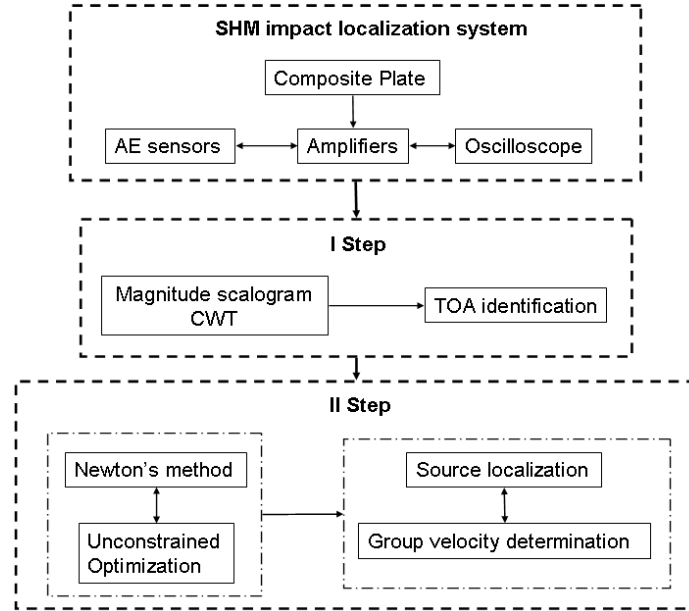 SHM impact localization system
Composite Plate
AE sensors
Amplifiers
Oscilloscope
I Step
Magnitude scalogram
CWT
TOA identification
II Step
Newton's method
Unconstrained
Optimization
Source localization
Group velocity determination